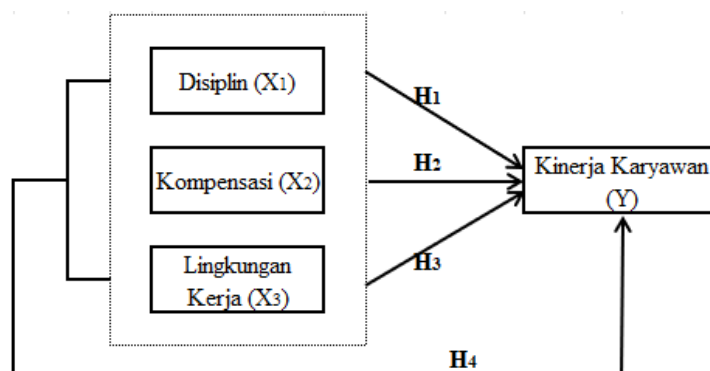 Disiplin (X1)
H1
Kompensasi (X2)
H2
Kinerja Karyawan
(Y)
Lingkungan
Kerja (X3)
H3
H4